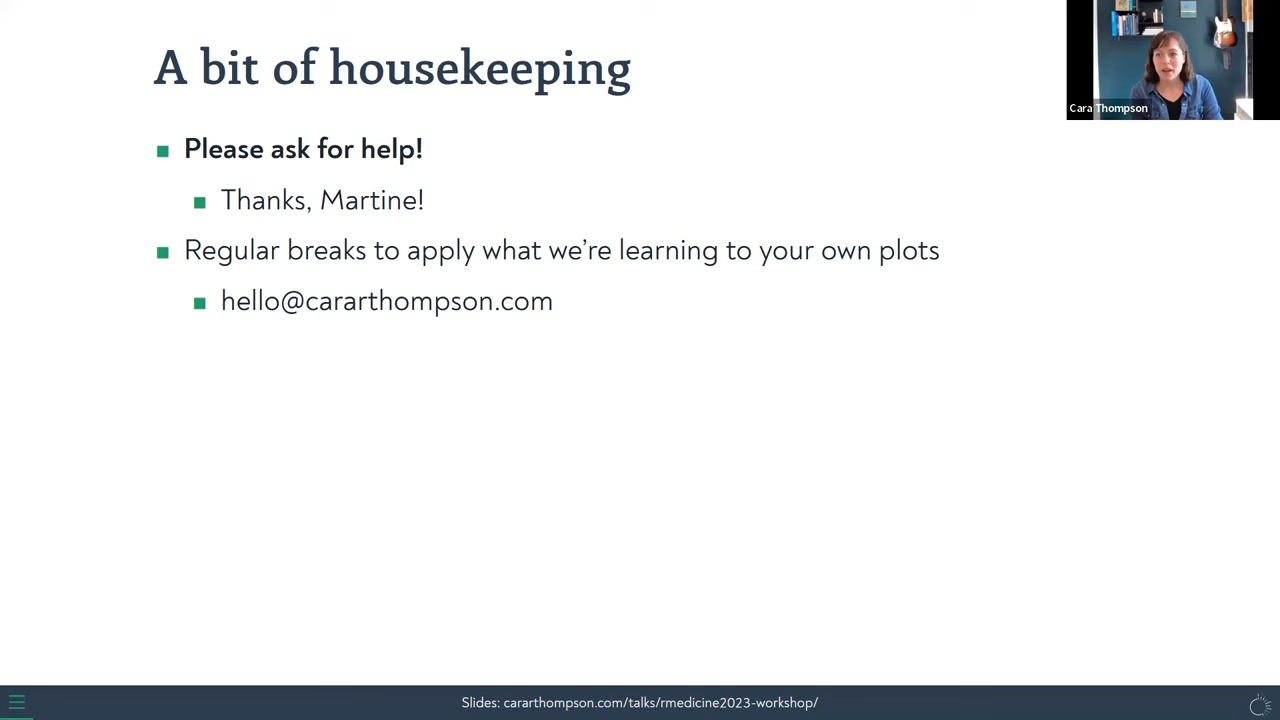 A bit of housekeeping
Cara Thompson
Please ask for help!
Thanks, Martine!
Regular breaks to apply what we’re learning to your own plots
hello@cararthompson.com
Slides: cararthompson.com/talks/rmedicine2023-workshop/